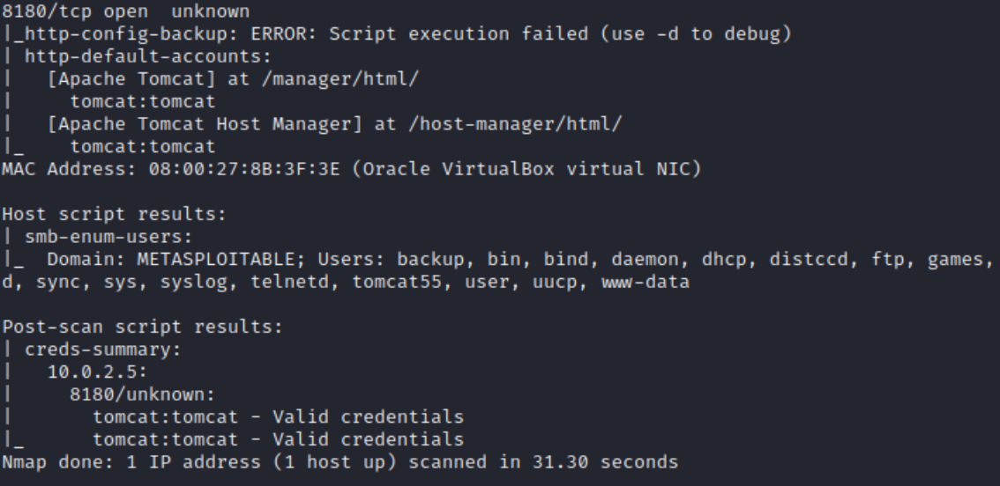 8180/tcp open  unknown
|_http-config-backup: ERROR: Script execution failed (use -d to debug)
| http-default-accounts:
|   [Apache Tomcat] at /manager/html/
|     tomcat:tomcat
|   [Apache Tomcat Host Manager] at /host-manager/html/
|_    tomcat:tomcat
MAC Address: 08:00:27:8B:3F:3E (Oracle VirtualBox virtual NIC)

Host script results:
| smb-enum-users:
|_  Domain: METASPLOITABLE; Users: backup, bin, bind, daemon, dhcp, distccd, ftp, games,
d, sync, sys, syslog, telnetd, tomcat55, user, uucp, www-data

Post-scan script results:
| creds-summary:
|   10.0.2.5:
|     8180/unknown:
|       tomcat:tomcat - Valid credentials
|_      tomcat:tomcat - Valid credentials
Nmap done: 1 IP address (1 host up) scanned in 31.30 seconds